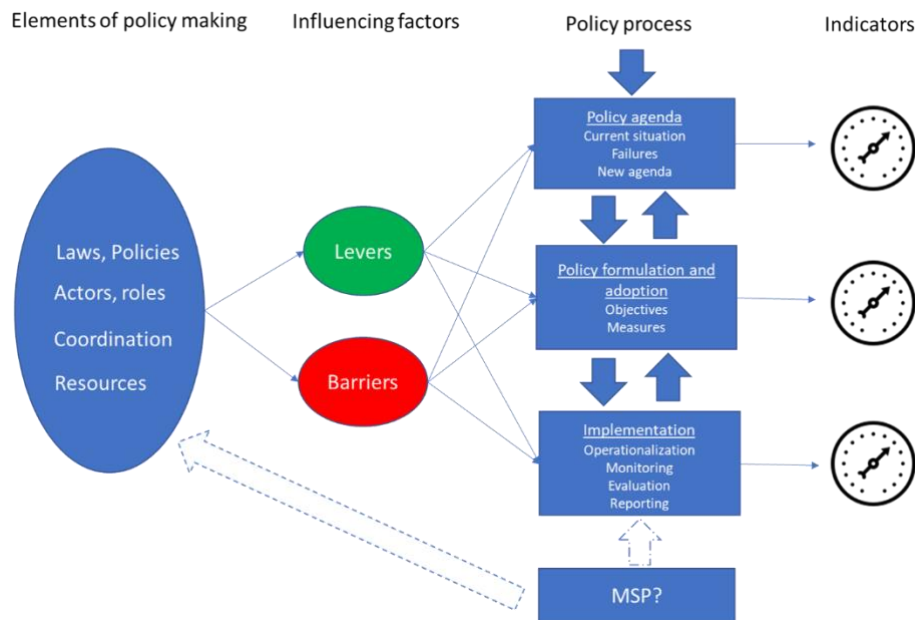 Elements of policy making
Influencing factors
Policy process
Indicators
Laws, Policies
Actors, roles
Coordination
Resources
Levers
Barriers
Policy agenda
Current situation
Failures
New agenda
Policy formulation and
adoption
Objectives
Measures
Implementation
Operationalization
Monitoring
Evaluation
Reporting
MSP?